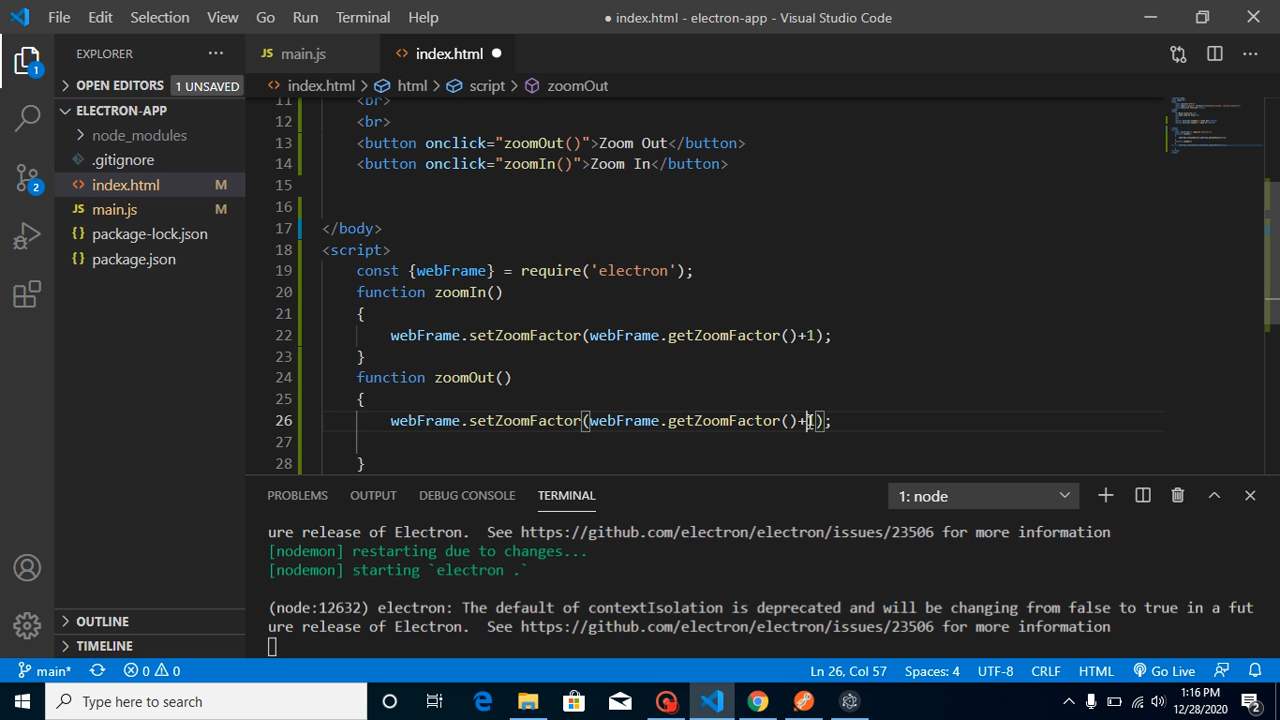 File Edit Selection View Go Run Terminal Help
● index.html - electron-app - Visual Studio Code
EXPLORER ···
OPEN EDITORS 1 UNSAVED
ELECTRON-APP
node_modules
.gitignore
<> index.html M
JS main.js M
{} package-lock.json
{} package.json
OUTLINE
TIMELINE
1
2
JS main.js
<> index.html ●
<> index.html > html > script > zoomOut
11 <br>
12 <br>
13 <button onclick="zoomOut()">Zoom Out</button>
14 <button onclick="zoomIn()">Zoom In</button>
15
16
17 </body>
18 <script>
19 const {webFrame} = require('electron');
20 function zoomIn()
21 {
22 webFrame.setZoomFactor(webFrame.getZoomFactor()+1);
23 }
24 function zoomOut()
25 {
26 webFrame.setZoomFactor(webFrame.getZoomFactor()+1);
27
28 }
PROBLEMS OUTPUT DEBUG CONSOLE TERMINAL 1: node
ure release of Electron. See https://github.com/electron/electron/issues/23506 for more information
[nodemon] restarting due to changes...
[nodemon] starting `electron .`
(node:12632) electron: The default of contextIsolation is deprecated and will be changing from false to true in a fut
ure release of Electron. See https://github.com/electron/electron/issues/23506 for more information
main* 0 0 Ln 26, Col 57 Spaces: 4 UTF-8 CRLF HTML Go Live
Type here to search
1:16 PM
12/28/2020
2